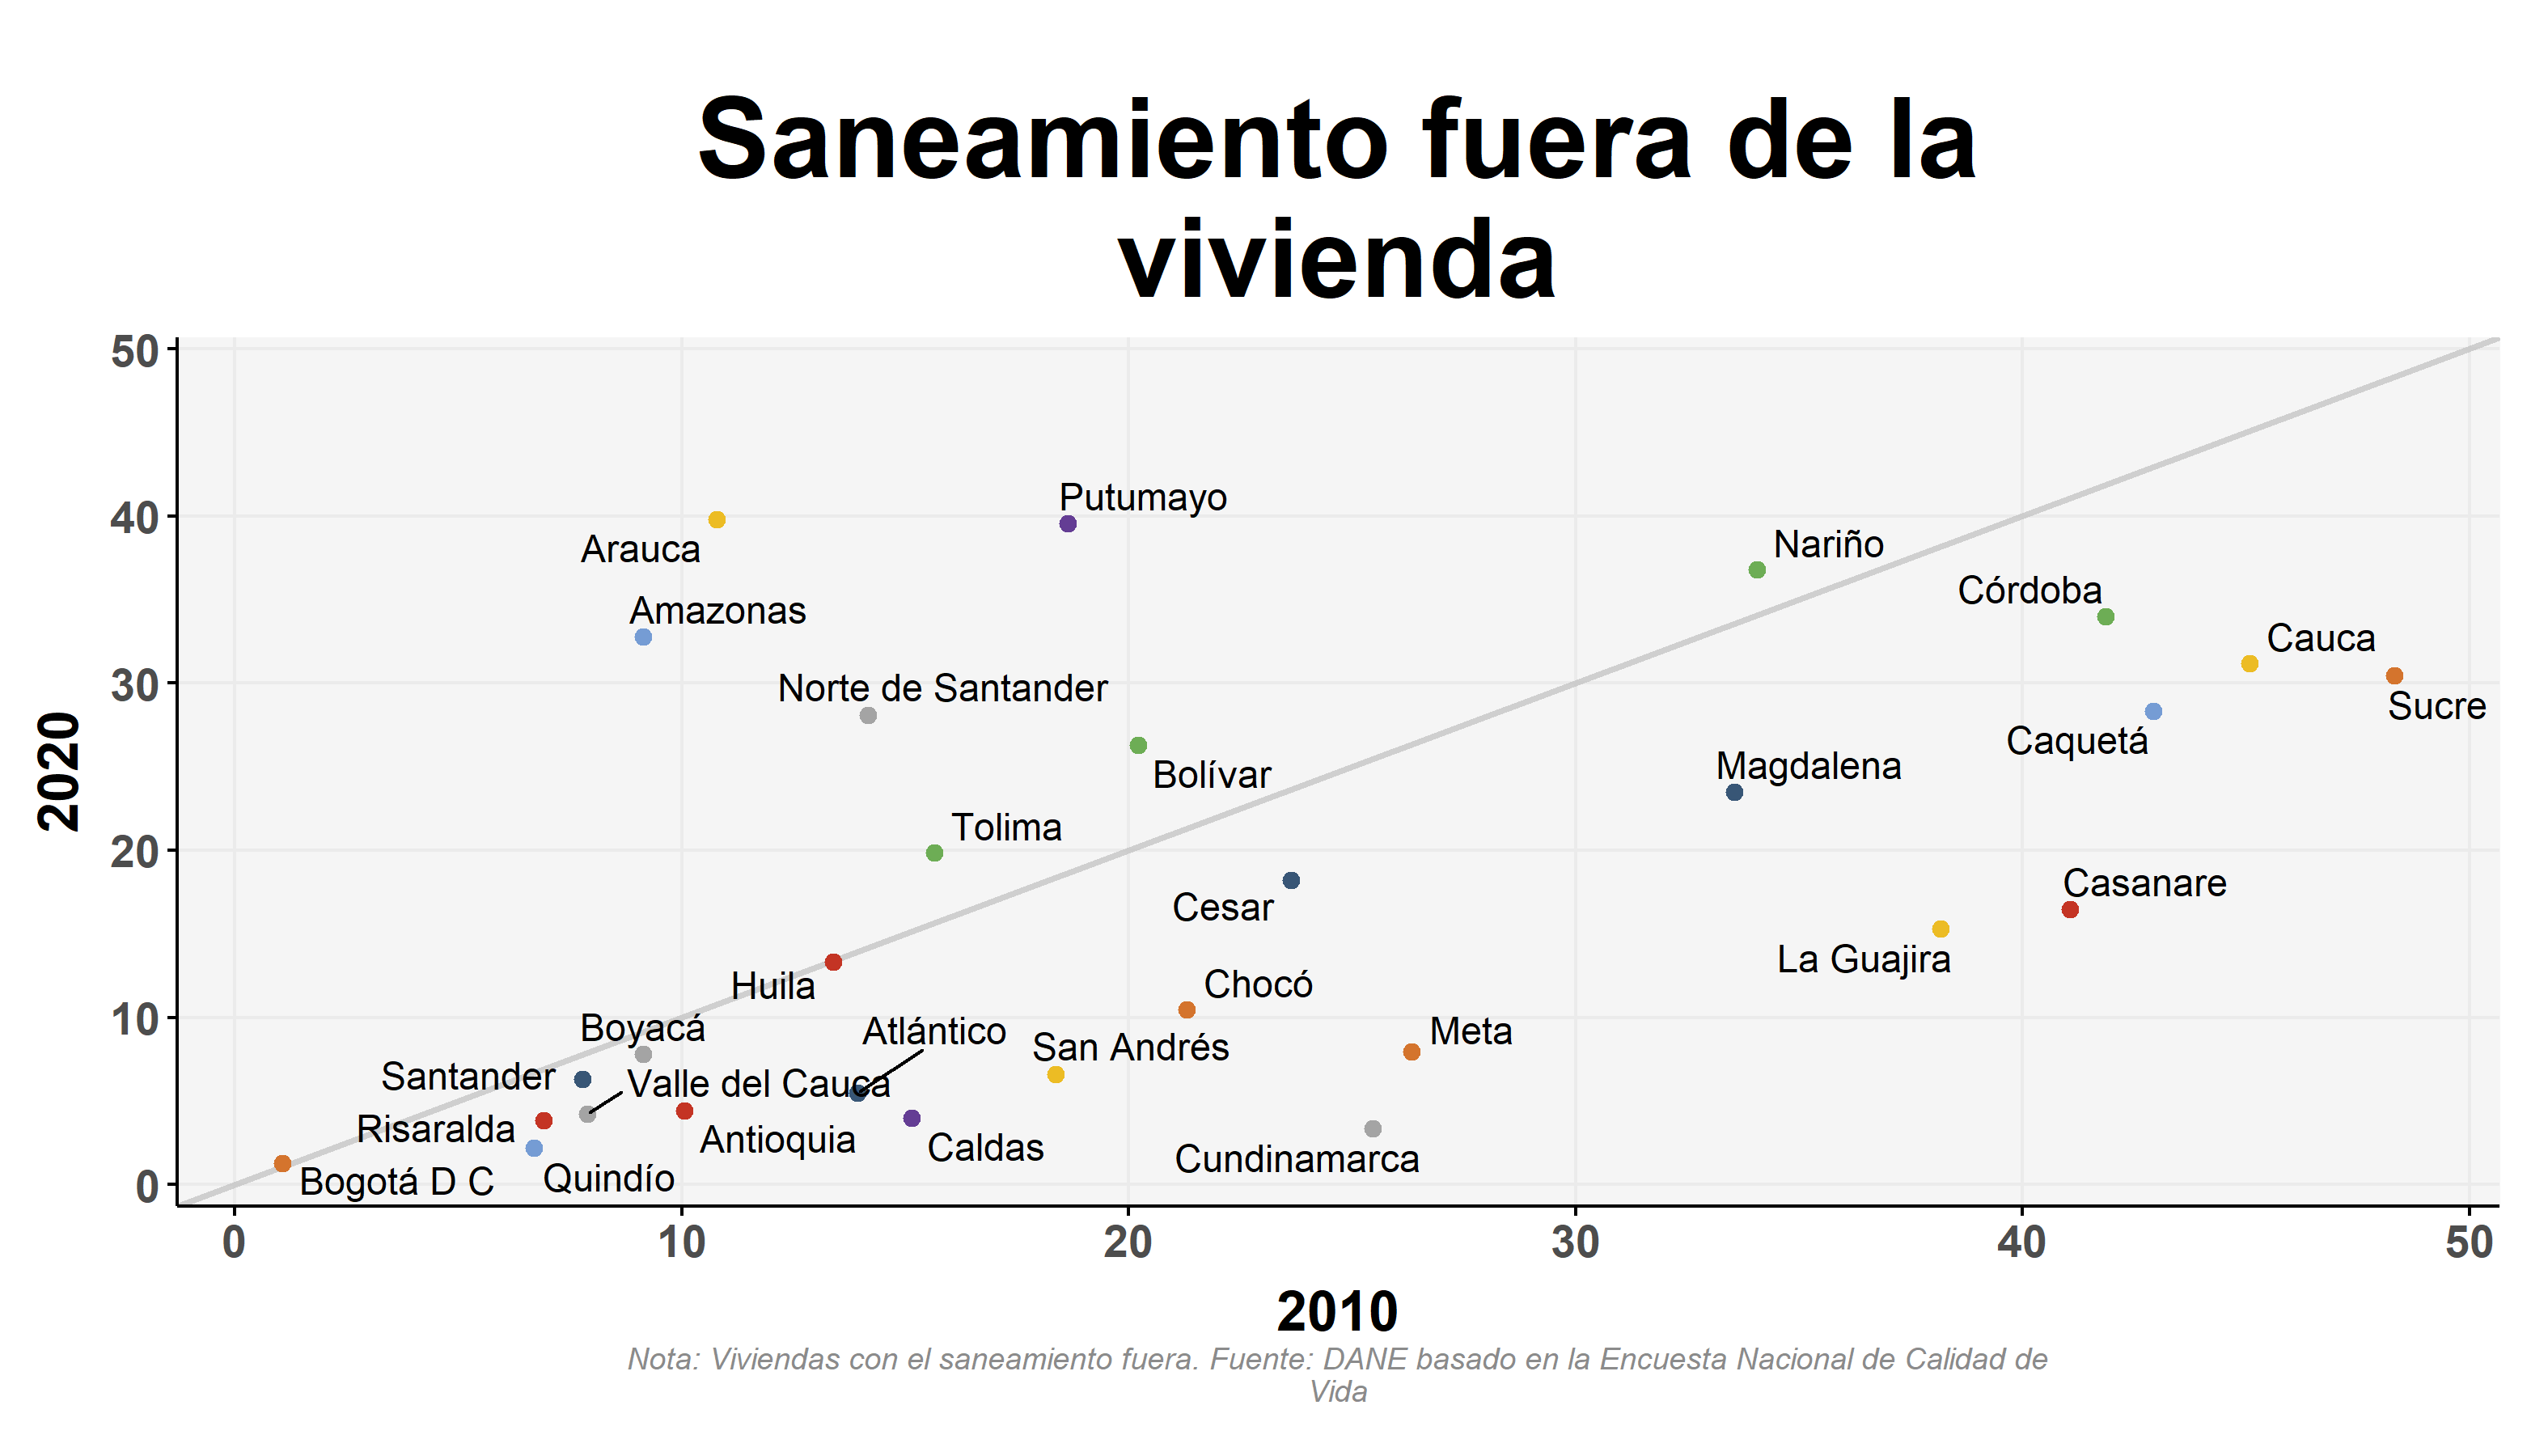 Saneamiento fuera de la
vivienda
50
40
30
20
10
0
2020
Putumayo
Arauca
Nariño
Córdoba
Amazonas
Cauca
Norte de Santander
Sucre
Caquetá
Bolívar
Magdalena
Tolima
Casanare
Cesar
La Guajira
Huila
Chocó
Boyacá
Atlántico
Meta
San Andrés
Santander
Valle del Cauca
Risaralda
Antioquia
Caldas
Cundinamarca
Bogotá D C
Quindío
0
10
20
30
40
50
2010
Nota: Viviendas con el saneamiento fuera. Fuente: DANE basado en la Encuesta Nacional de Calidad de
Vida